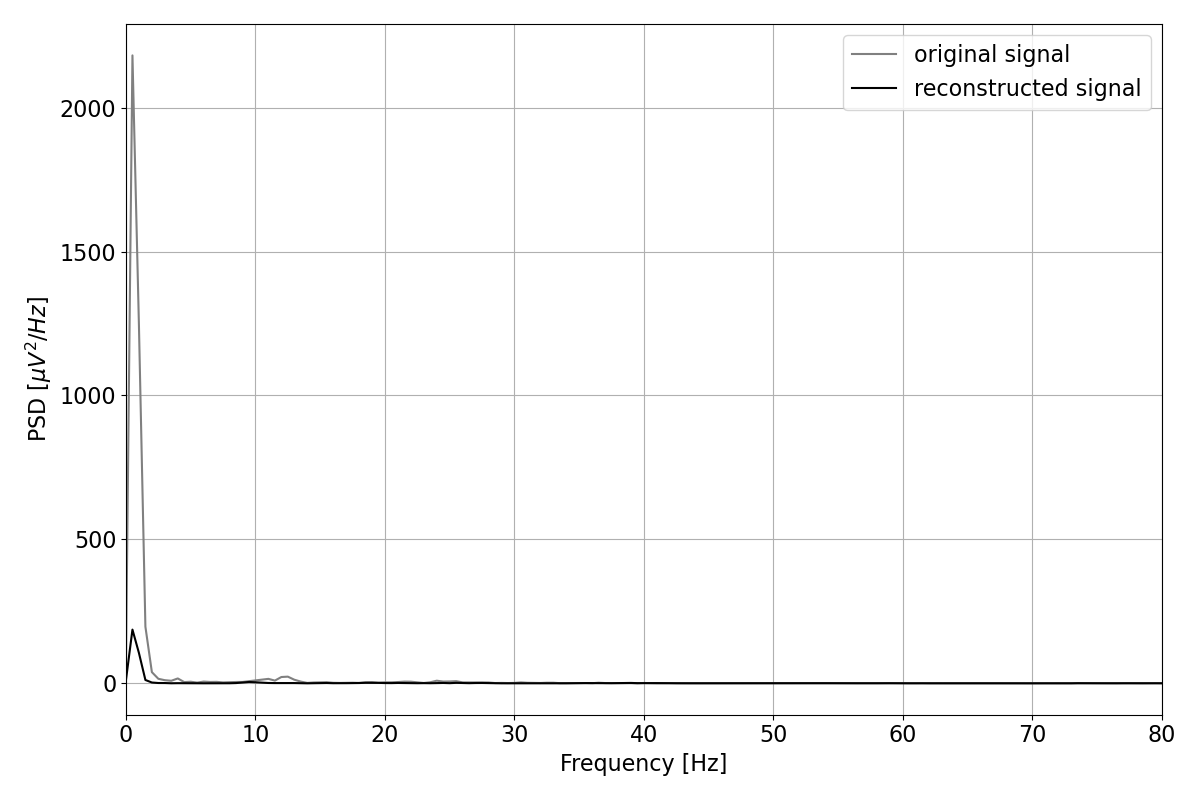 original signal
reconstructed signal
2000
1500
1000
500
0
PSD [μV²/Hz]
0 10 20 30 40 50 60 70 80
Frequency [Hz]